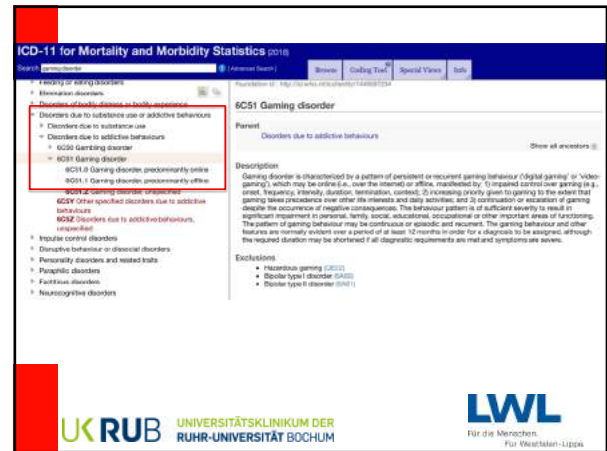 ICD-11 for Mortality and Morbidity Statistics (2018)
Search gaming disorder [ Advanced Search ] Browse Coding Tool Special Views Info
Feeding or eating disorders
Elimination disorders
Disorders of bodily distress or bodily experience
Disorders due to substance use or addictive behaviours
Disorders due to substance use
Disorders due to addictive behaviours
6C50 Gambling disorder
6C51 Gaming disorder
6C51.0 Gaming disorder, predominantly online
6C51.1 Gaming disorder, predominantly offline
6C51.Z Gaming disorder, unspecified
6C5Y Other specified disorders due to addictive
behaviours
6C5Z Disorders due to addictive behaviours,
unspecified
Impulse control disorders
Disruptive behaviour or dissocial disorders
Personality disorders and related traits
Paraphilic disorders
Factitious disorders
Neurocognitive disorders
6C51 Gaming disorder
Parent
Disorders due to addictive behaviours
Show all ancestors
Description
Gaming disorder is characterized by a pattern of persistent or recurrent gaming behaviour ('digital gaming' or 'video-
gaming'), which may be online (i.e., over the internet) or offline, manifested by: 1) impaired control over gaming (e.g.,
onset, frequency, intensity, duration, termination, context); 2) increasing priority given to gaming to the extent that
gaming takes precedence over other life interests and daily activities; and 3) continuation or escalation of gaming
despite the occurrence of negative consequences. The behaviour pattern is of sufficient severity to result in
significant impairment in personal, family, social, educational, occupational or other important areas of functioning.
The pattern of gaming behaviour may be continuous or episodic and recurrent. The gaming behaviour and other
features are normally evident over a period of at least 12 months in order for a diagnosis to be assigned, although
the required duration may be shortened if all diagnostic requirements are met and symptoms are severe.
Exclusions
Hazardous gaming (QE22)
Bipolar type I disorder (6A60)
Bipolar type II disorder (6A61)
UK RUB
UNIVERSITÄTSKLINIKUM DER
RUHR-UNIVERSITÄT BOCHUM
LWL
Für die Menschen.
Für Westfalen-Lippe.